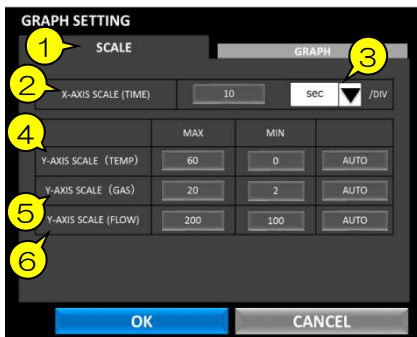 GRAPH SETTING
1 SCALE GRAPH 3
2 X-AXIS SCALE (TIME) 10 sec /DIV
4 MAX MIN
Y-AXIS SCALE (TEMP) 60 0 AUTO
5 Y-AXIS SCALE (GAS) 20 2 AUTO
6 Y-AXIS SCALE (FLOW) 200 100 AUTO
OK CANCEL